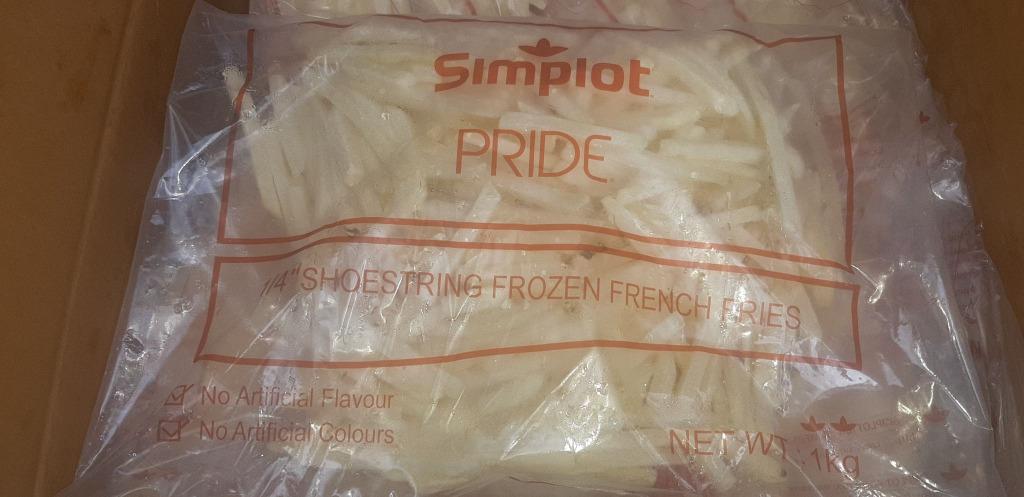 Simplot
PRIDE
1/4" SHOESTRING FROZEN FRENCH FRIES
No Artificial Flavour
No Artificial Colours
NET WT : 1kg